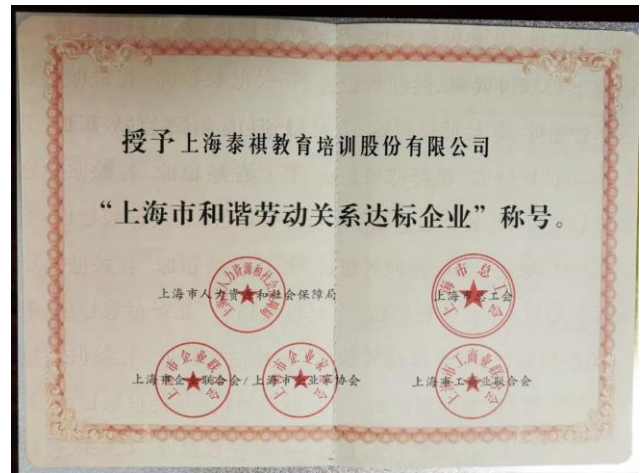 授予上海泰祺教育培训股份有限公司
“上海市和谐劳动关系达标企业”称号。
上海市人力资源和社会保障局
上海市总工会
上海市企业联合会/上海市企业家协会
上海市工商业联合会